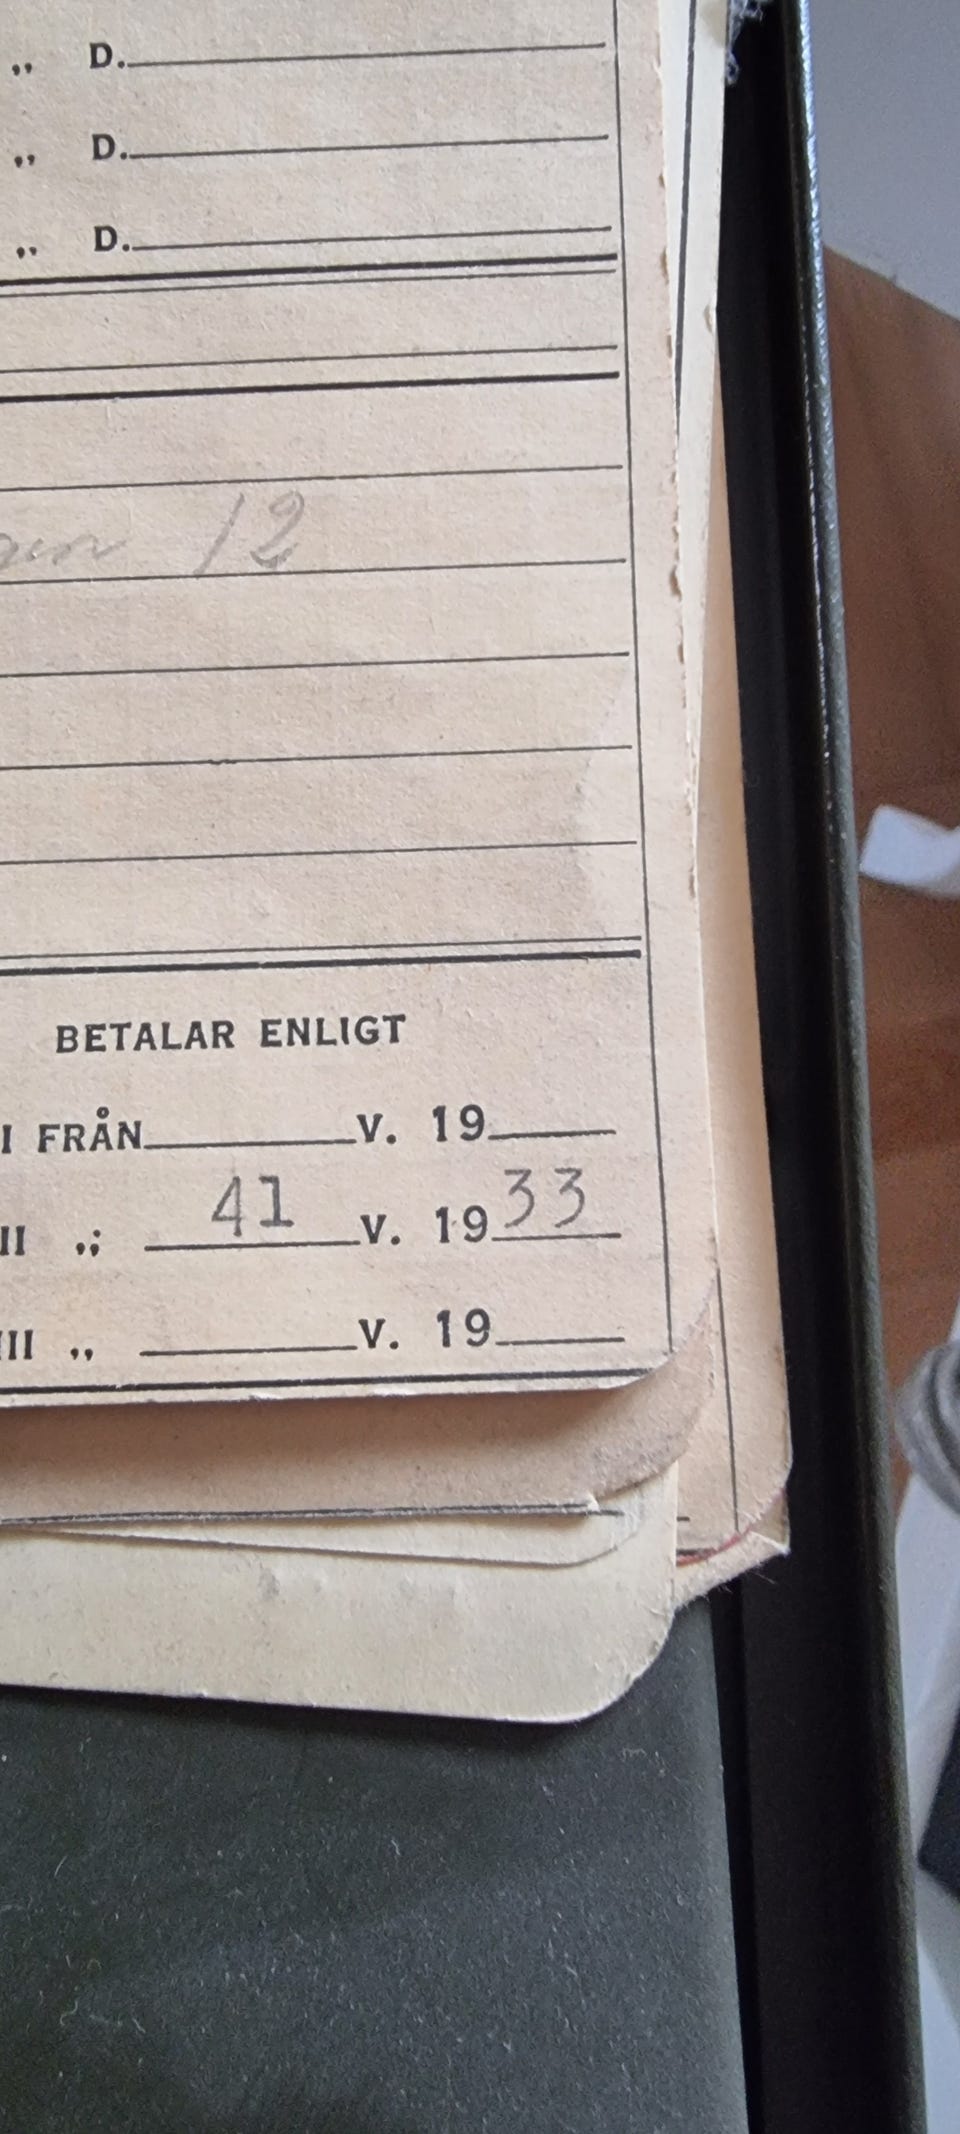 „ D.
„ D.
„ D.
12
BETALAR ENLIGT
I FRÅN V. 19
II „ 41 V. 1933
III „ V. 19